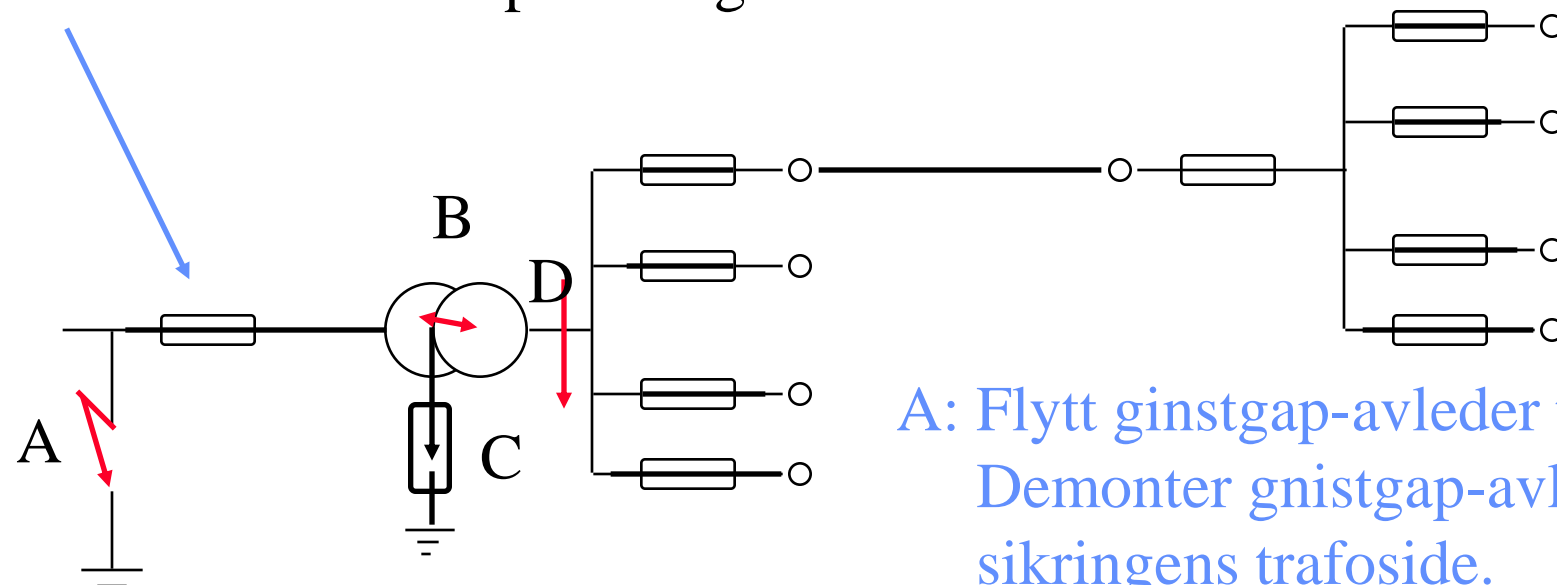 B
D
A
C
A: Flytt ginstgap-avleder
Demonter gnistgap-avl
sikringens trafoside.